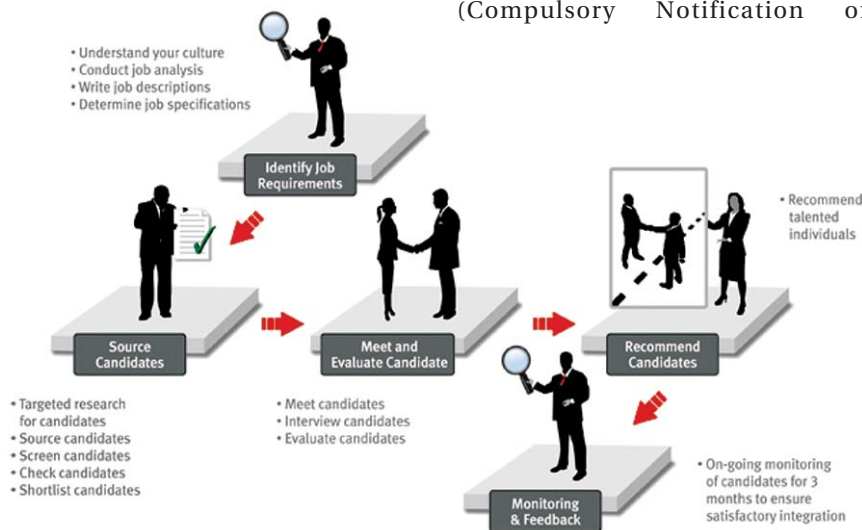 (Compulsory Notification of
• Understand your culture
• Conduct job analysis
• Write job descriptions
• Determine job specifications
Identify Job
Requirements
• Recommend
talented
individuals
Source
Candidates
Meet and
Evaluate Candidate
Recommend
Candidates
• Targeted research
for candidates
• Source candidates
• Screen candidates
• Check candidates
• Shortlist candidates
• Meet candidates
• Interview candidates
• Evaluate candidates
Monitoring
& Feedback
• On-going monitoring
of candidates for 3
months to ensure
satisfactory integration